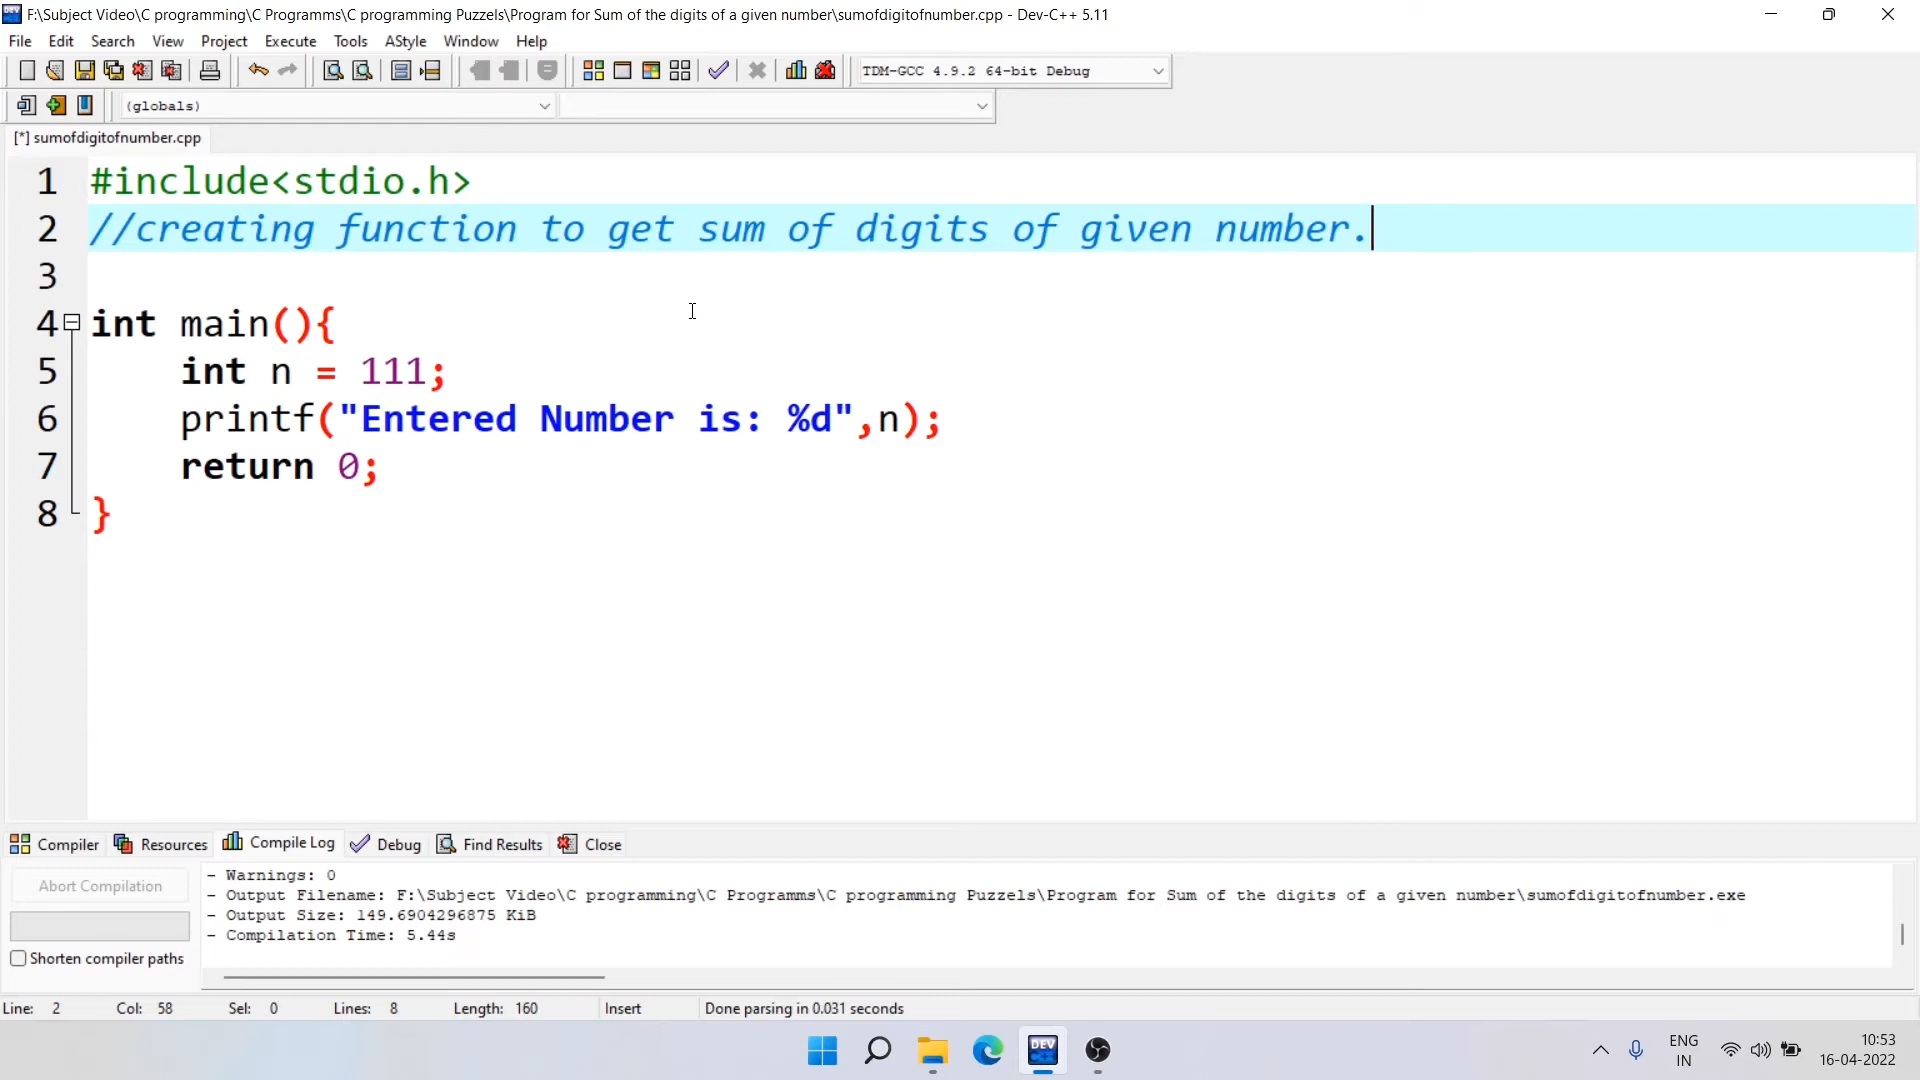 F:\Subject Video\C programming\C Programms\C programming Puzzels\Program for Sum of the digits of a given number\sumofdigitofnumber.cpp - Dev-C++ 5.11
File Edit Search View Project Execute Tools AStyle Window Help
TDM-GCC 4.9.2 64-bit Debug
(globals)
[*] sumofdigitofnumber.cpp
1 #include<stdio.h>
2 //creating function to get sum of digits of given number.
3
4 int main(){
5 int n = 111;
6 printf("Entered Number is: %d",n);
7 return 0;
8 }
Compiler Resources Compile Log Debug Find Results Close
Abort Compilation
Shorten compiler paths
- Warnings: 0
- Output Filename: F:\Subject Video\C programming\C Programms\C programming Puzzels\Program for Sum of the digits of a given number\sumofdigitofnumber.exe
- Output Size: 149.6904296875 KiB
- Compilation Time: 5.44s
Line: 2 Col: 58 Sel: 0 Lines: 8 Length: 160 Insert Done parsing in 0.031 seconds
DEV
ENG
IN
10:53
16-04-2022